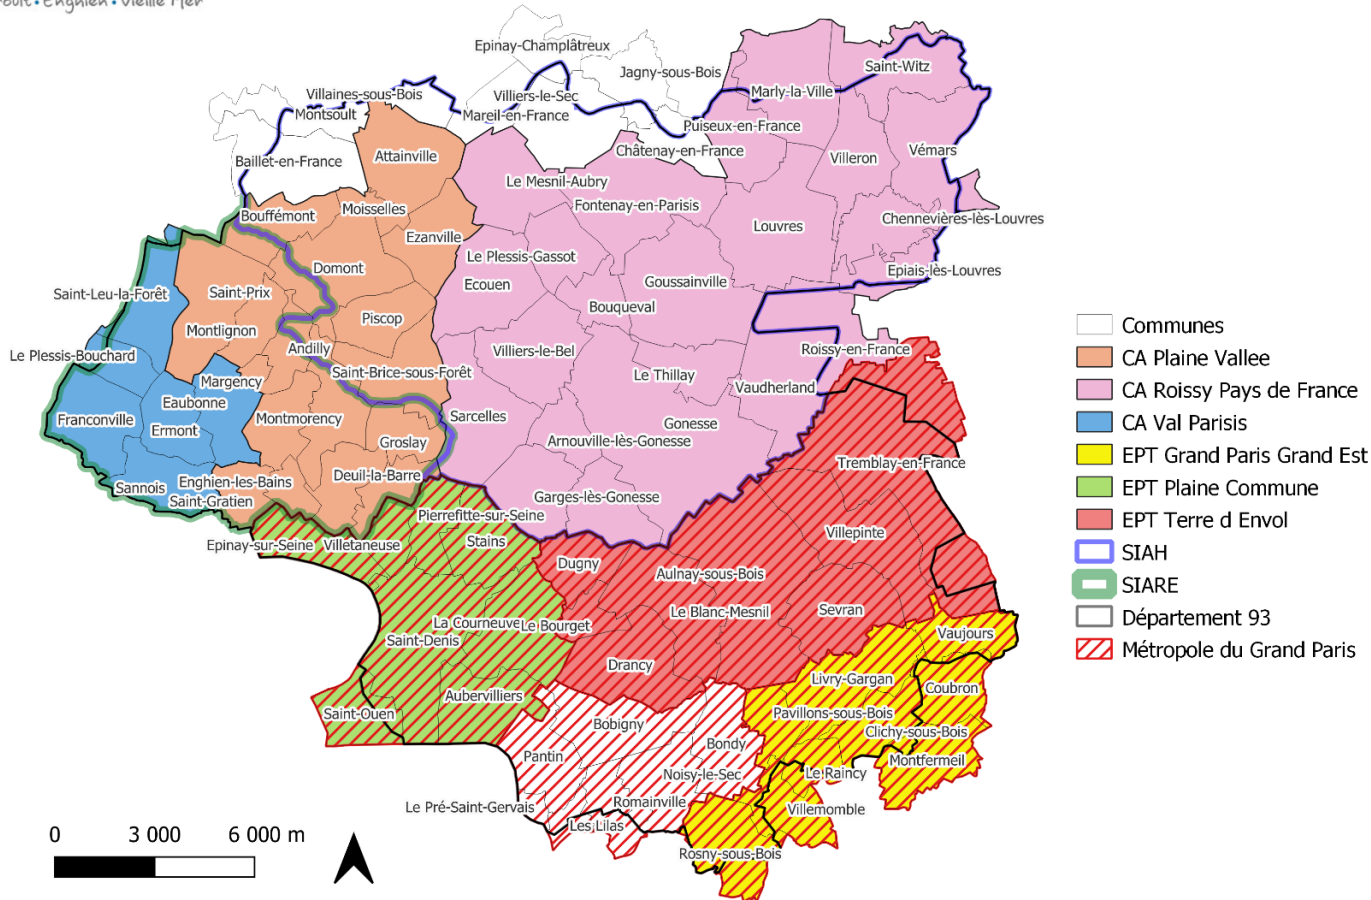 Enghien • Vieille Mer
Epinay-Champlâtreux
Jagny-sous-Bois
Saint-Witz
Villaines-sous-Bois
Villiers-le-Sec
Marly-la-Ville
Montsoult
Mareil-en-France
Puiseux-en-France
Baillet-en-France
Attainville
Châtenay-en-France
Villeron
Vémars
Le Mesnil-Aubry
Bouffémont
Moisselles
Fontenay-en-Parisis
Louvres
Chennevières-lès-Louvres
Ezanville
Le Plessis-Gassot
Domont
Goussainville
Epiais-lès-Louvres
Saint-Leu-la-Forêt
Saint-Prix
Ecouen
Bouqueval
Montlignon
Piscop
Le Plessis-Bouchard
Andilly
Villiers-le-Bel
Roissy-en-France
Margency
Saint-Brice-sous-Forêt
Le Thillay
Vaudherland
Eaubonne
Franconville
Ermont
Montmorency
Sarcelles
Gonesse
Groslay
Arnouville-lès-Gonesse
Tremblay-en-France
Sannois
Enghien-les-Bains
Deuil-la-Barre
Saint-Gratien
Garges-lès-Gonesse
Pierrefitte-sur-Seine
Epinay-sur-Seine
Villetaneuse
Stains
Villepinte
Dugny
Aulnay-sous-Bois
La Courneuve
Le Bourget
Le Blanc-Mesnil
Sevran
Saint-Denis
Vaujours
Drancy
Livry-Gargan
Coubron
Aubervilliers
Saint-Ouen
Bobigny
Pavillons-sous-Bois
Clichy-sous-Bois
Pantin
Bondy
Montfermeil
Noisy-le-Sec
Le Raincy
Le Pré-Saint-Gervais
Romainville
Villemomble
Les Lilas
Rosny-sous-Bois
0 3 000 6 000 m
Communes
CA Plaine Vallee
CA Roissy Pays de France
CA Val Parisis
EPT Grand Paris Grand Est
EPT Plaine Commune
EPT Terre d Envol
SIAH
SIARE
Département 93
Métropole du Grand Paris